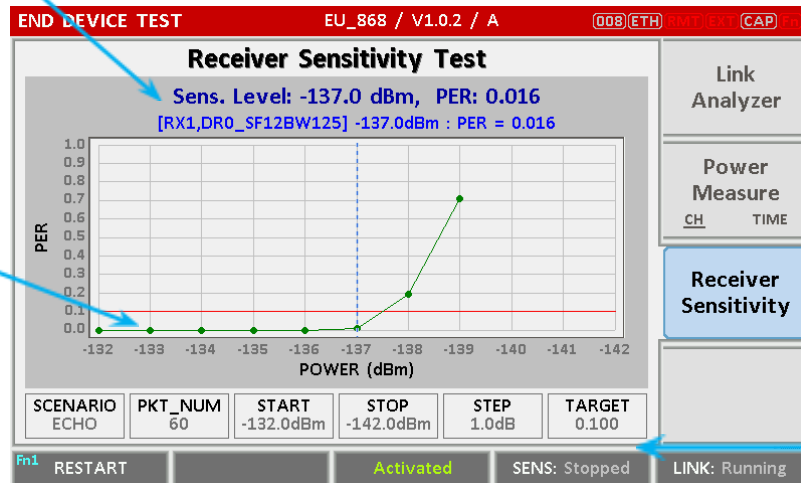 END DEVICE TEST EU_868 / V1.0.2 / A 008 ETH RMT EXT CAP Fn
Receiver Sensitivity Test
Sens. Level: -137.0 dBm, PER: 0.016
[RX1,DR0_SF12BW125] -137.0dBm : PER = 0.016
1.0
0.9
0.8
0.7
0.6
0.5
0.4
0.3
0.2
0.1
0.0
PER
-132 -133 -134 -135 -136 -137 -138 -139 -140 -141 -142
POWER (dBm)
SCENARIO PKT_NUM START STOP STEP TARGET
ECHO 60 -132.0dBm -142.0dBm 1.0dB 0.100
Link
Analyzer
Power
Measure
CH TIME
Receiver
Sensitivity
Fn1 RESTART Activated SENS: Stopped LINK: Running